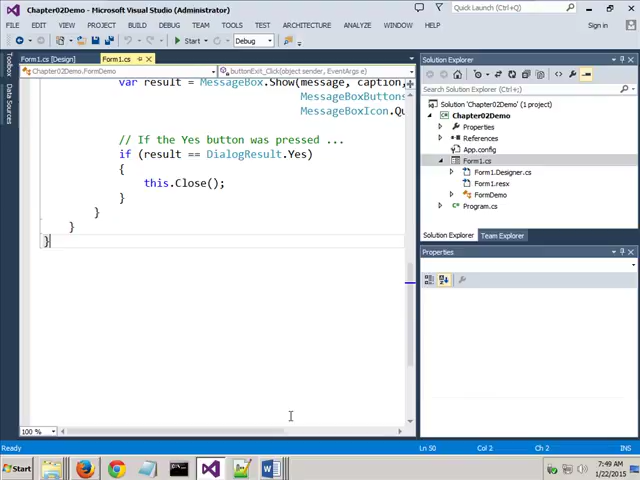 Chapter02Demo - Microsoft Visual Studio (Administrator)
Quick Launch (Ctrl+Q)
FILE EDIT VIEW PROJECT BUILD DEBUG TEAM TOOLS TEST ARCHITECTURE ANALYZE WINDOW HELP Sign in
Start Debug
Toolbox
Data Sources
Form1.cs [Design] Form1.cs
Chapter02Demo.FormDemo buttonExit_Click(object sender, EventArgs e)
var result = MessageBox.Show(message, caption,
MessageBoxButtons
MessageBoxIcon.Qu
// If the Yes button was pressed ...
if (result == DialogResult.Yes)
{
this.Close();
}
}
}
}
100 %
Solution Explorer
Search Solution Explorer (Ctrl+;)
Solution 'Chapter02Demo' (1 project)
Chapter02Demo
Properties
References
App.config
Form1.cs
Form1.Designer.cs
Form1.resx
FormDemo
Program.cs
Solution Explorer Team Explorer
Properties
Ready Ln 50 Col 2 Ch 2 INS
Start
7:49 AM
1/22/2015